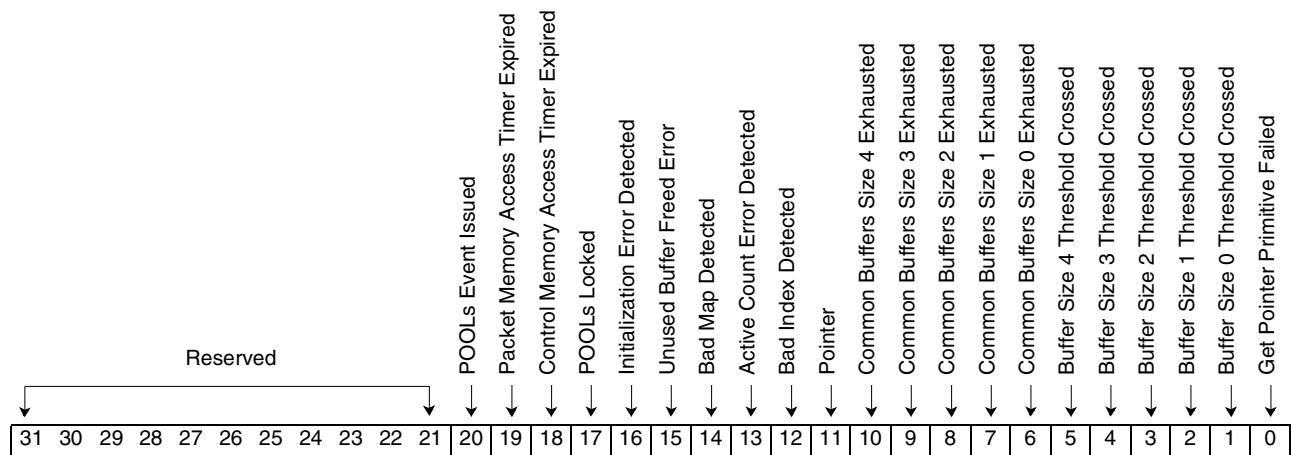 Reserved
POOLs Event Issued
Packet Memory Access Timer Expired
Control Memory Access Timer Expired
POOLs Locked
Initialization Error Detected
Unused Buffer Freed Error
Bad Map Detected
Active Count Error Detected
Bad Index Detected
Pointer
Common Buffers Size 4 Exhausted
Common Buffers Size 3 Exhausted
Common Buffers Size 2 Exhausted
Common Buffers Size 1 Exhausted
Common Buffers Size 0 Exhausted
Buffer Size 4 Threshold Crossed
Buffer Size 3 Threshold Crossed
Buffer Size 2 Threshold Crossed
Buffer Size 1 Threshold Crossed
Buffer Size 0 Threshold Crossed
Get Pointer Primitive Failed
31 30 29 28 27 26 25 24 23 22 21 20 19 18 17 16 15 14 13 12 11 10 9 8 7 6 5 4 3 2 1 0